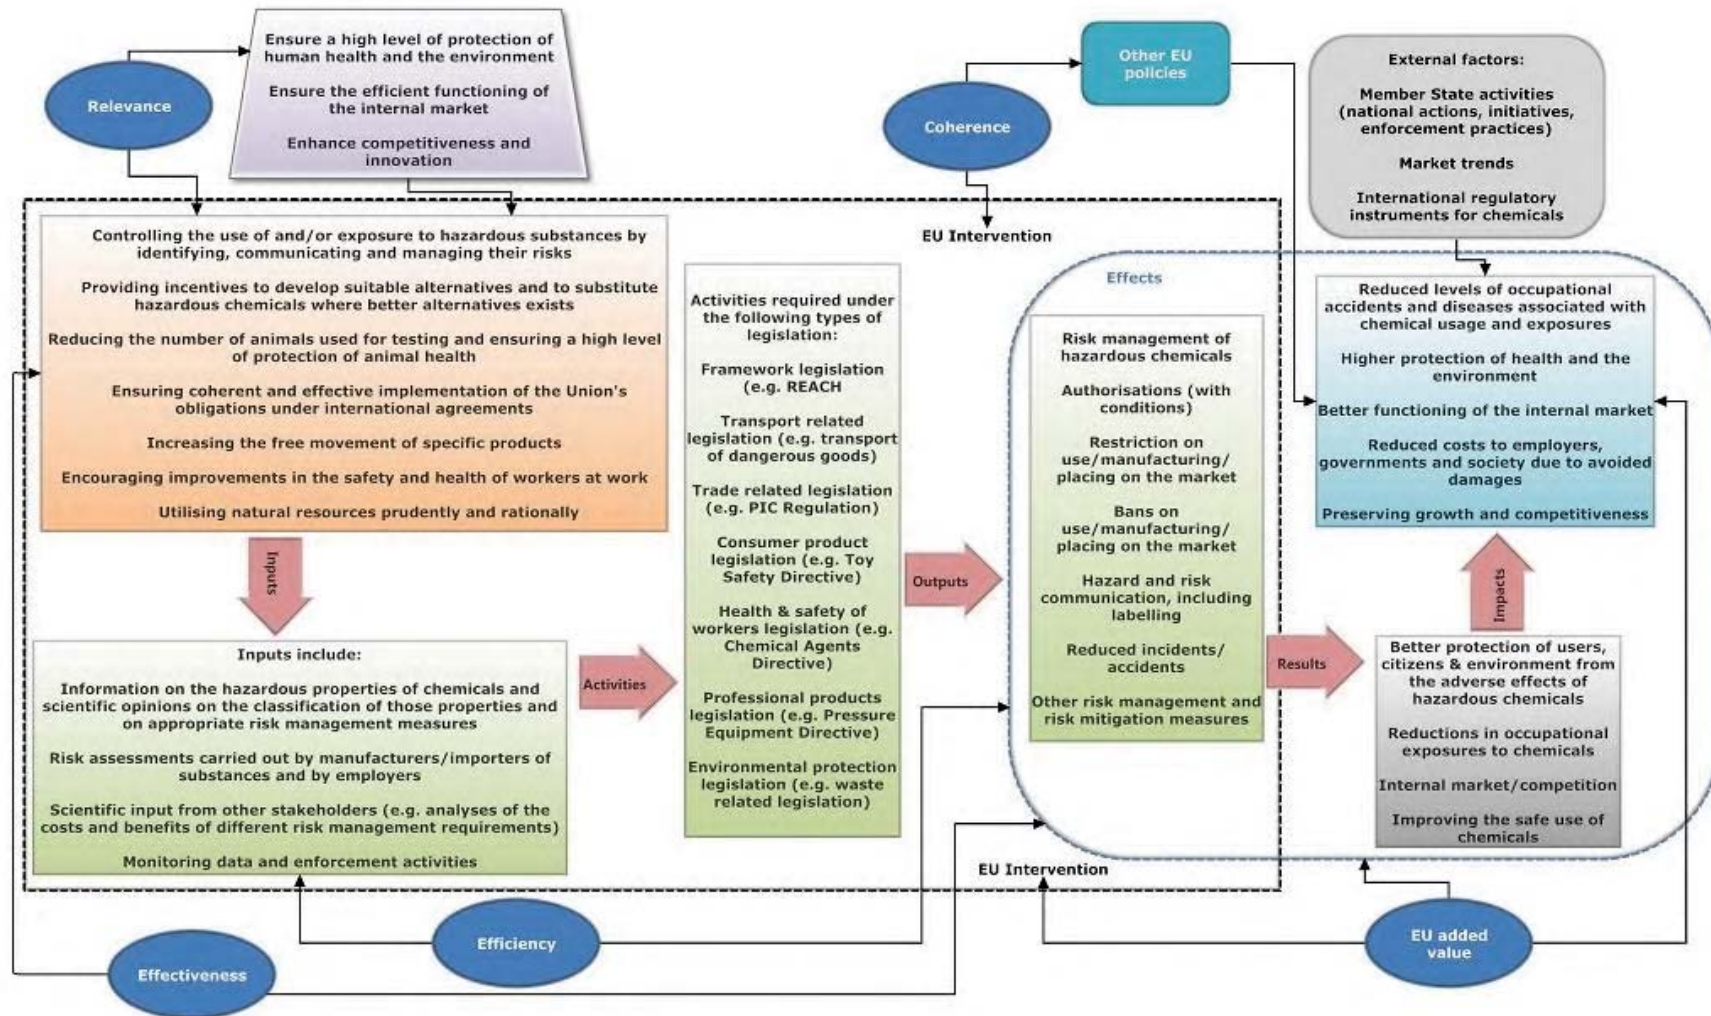 Relevance
Ensure a high level of protection of
human health and the environment
Ensure the efficient functioning of
the internal market
Enhance competitiveness and
innovation
Coherence
Other EU
policies
External factors:
Member State activities
(national actions, initiatives,
enforcement practices)
Market trends
International regulatory
instruments for chemicals
EU Intervention
Controlling the use of and/or exposure to hazardous substances by
identifying, communicating and managing their risks
Providing incentives to develop suitable alternatives and to substitute
hazardous chemicals where better alternatives exists
Reducing the number of animals used for testing and ensuring a high level
of protection of animal health
Ensuring coherent and effective implementation of the Union's
obligations under international agreements
Increasing the free movement of specific products
Encouraging improvements in the safety and health of workers at work
Utilising natural resources prudently and rationally
Inputs
Inputs include:
Information on the hazardous properties of chemicals and
scientific opinions on the classification of those properties and
on appropriate risk management measures
Risk assessments carried out by manufacturers/importers of
substances and by employers
Scientific input from other stakeholders (e.g. analyses of the
costs and benefits of different risk management requirements)
Monitoring data and enforcement activities
Activities
Activities required under
the following types of
legislation:
Framework legislation
(e.g. REACH
Transport related
legislation (e.g. transport
of dangerous goods)
Trade related legislation
(e.g. PIC Regulation)
Consumer product
legislation (e.g. Toy
Safety Directive)
Health & safety of
workers legislation (e.g.
Chemical Agents
Directive)
Professional products
legislation (e.g. Pressure
Equipment Directive)
Environmental protection
legislation (e.g. waste
related legislation)
Outputs
Effects
Risk management of
hazardous chemicals
Authorisations (with
conditions)
Restriction on
use/manufacturing/
placing on the market
Bans on
use/manufacturing/
placing on the market
Hazard and risk
communication, including
labelling
Reduced incidents/
accidents
Other risk management and
risk mitigation measures
Results
Reduced levels of occupational
accidents and diseases associated with
chemical usage and exposures
Higher protection of health and the
environment
Better functioning of the internal market
Reduced costs to employers,
governments and society due to avoided
damages
Preserving growth and competitiveness
Impacts
Better protection of users,
citizens & environment from
the adverse effects of
hazardous chemicals
Reductions in occupational
exposures to chemicals
Internal market/competition
Improving the safe use of
chemicals
EU Intervention
Effectiveness
Efficiency
EU added
value